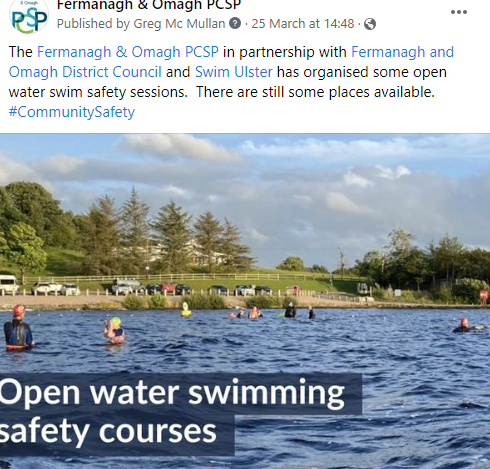 & Omagh
PCSP
Fermanagh & Omagh PCSP
Published by Greg Mc Mullan · 25 March at 14:48 ·
The Fermanagh & Omagh PCSP in partnership with Fermanagh and
Omagh District Council and Swim Ulster has organised some open
water swim safety sessions. There are still some places available.
#CommunitySafety
Open water swimming
safety courses